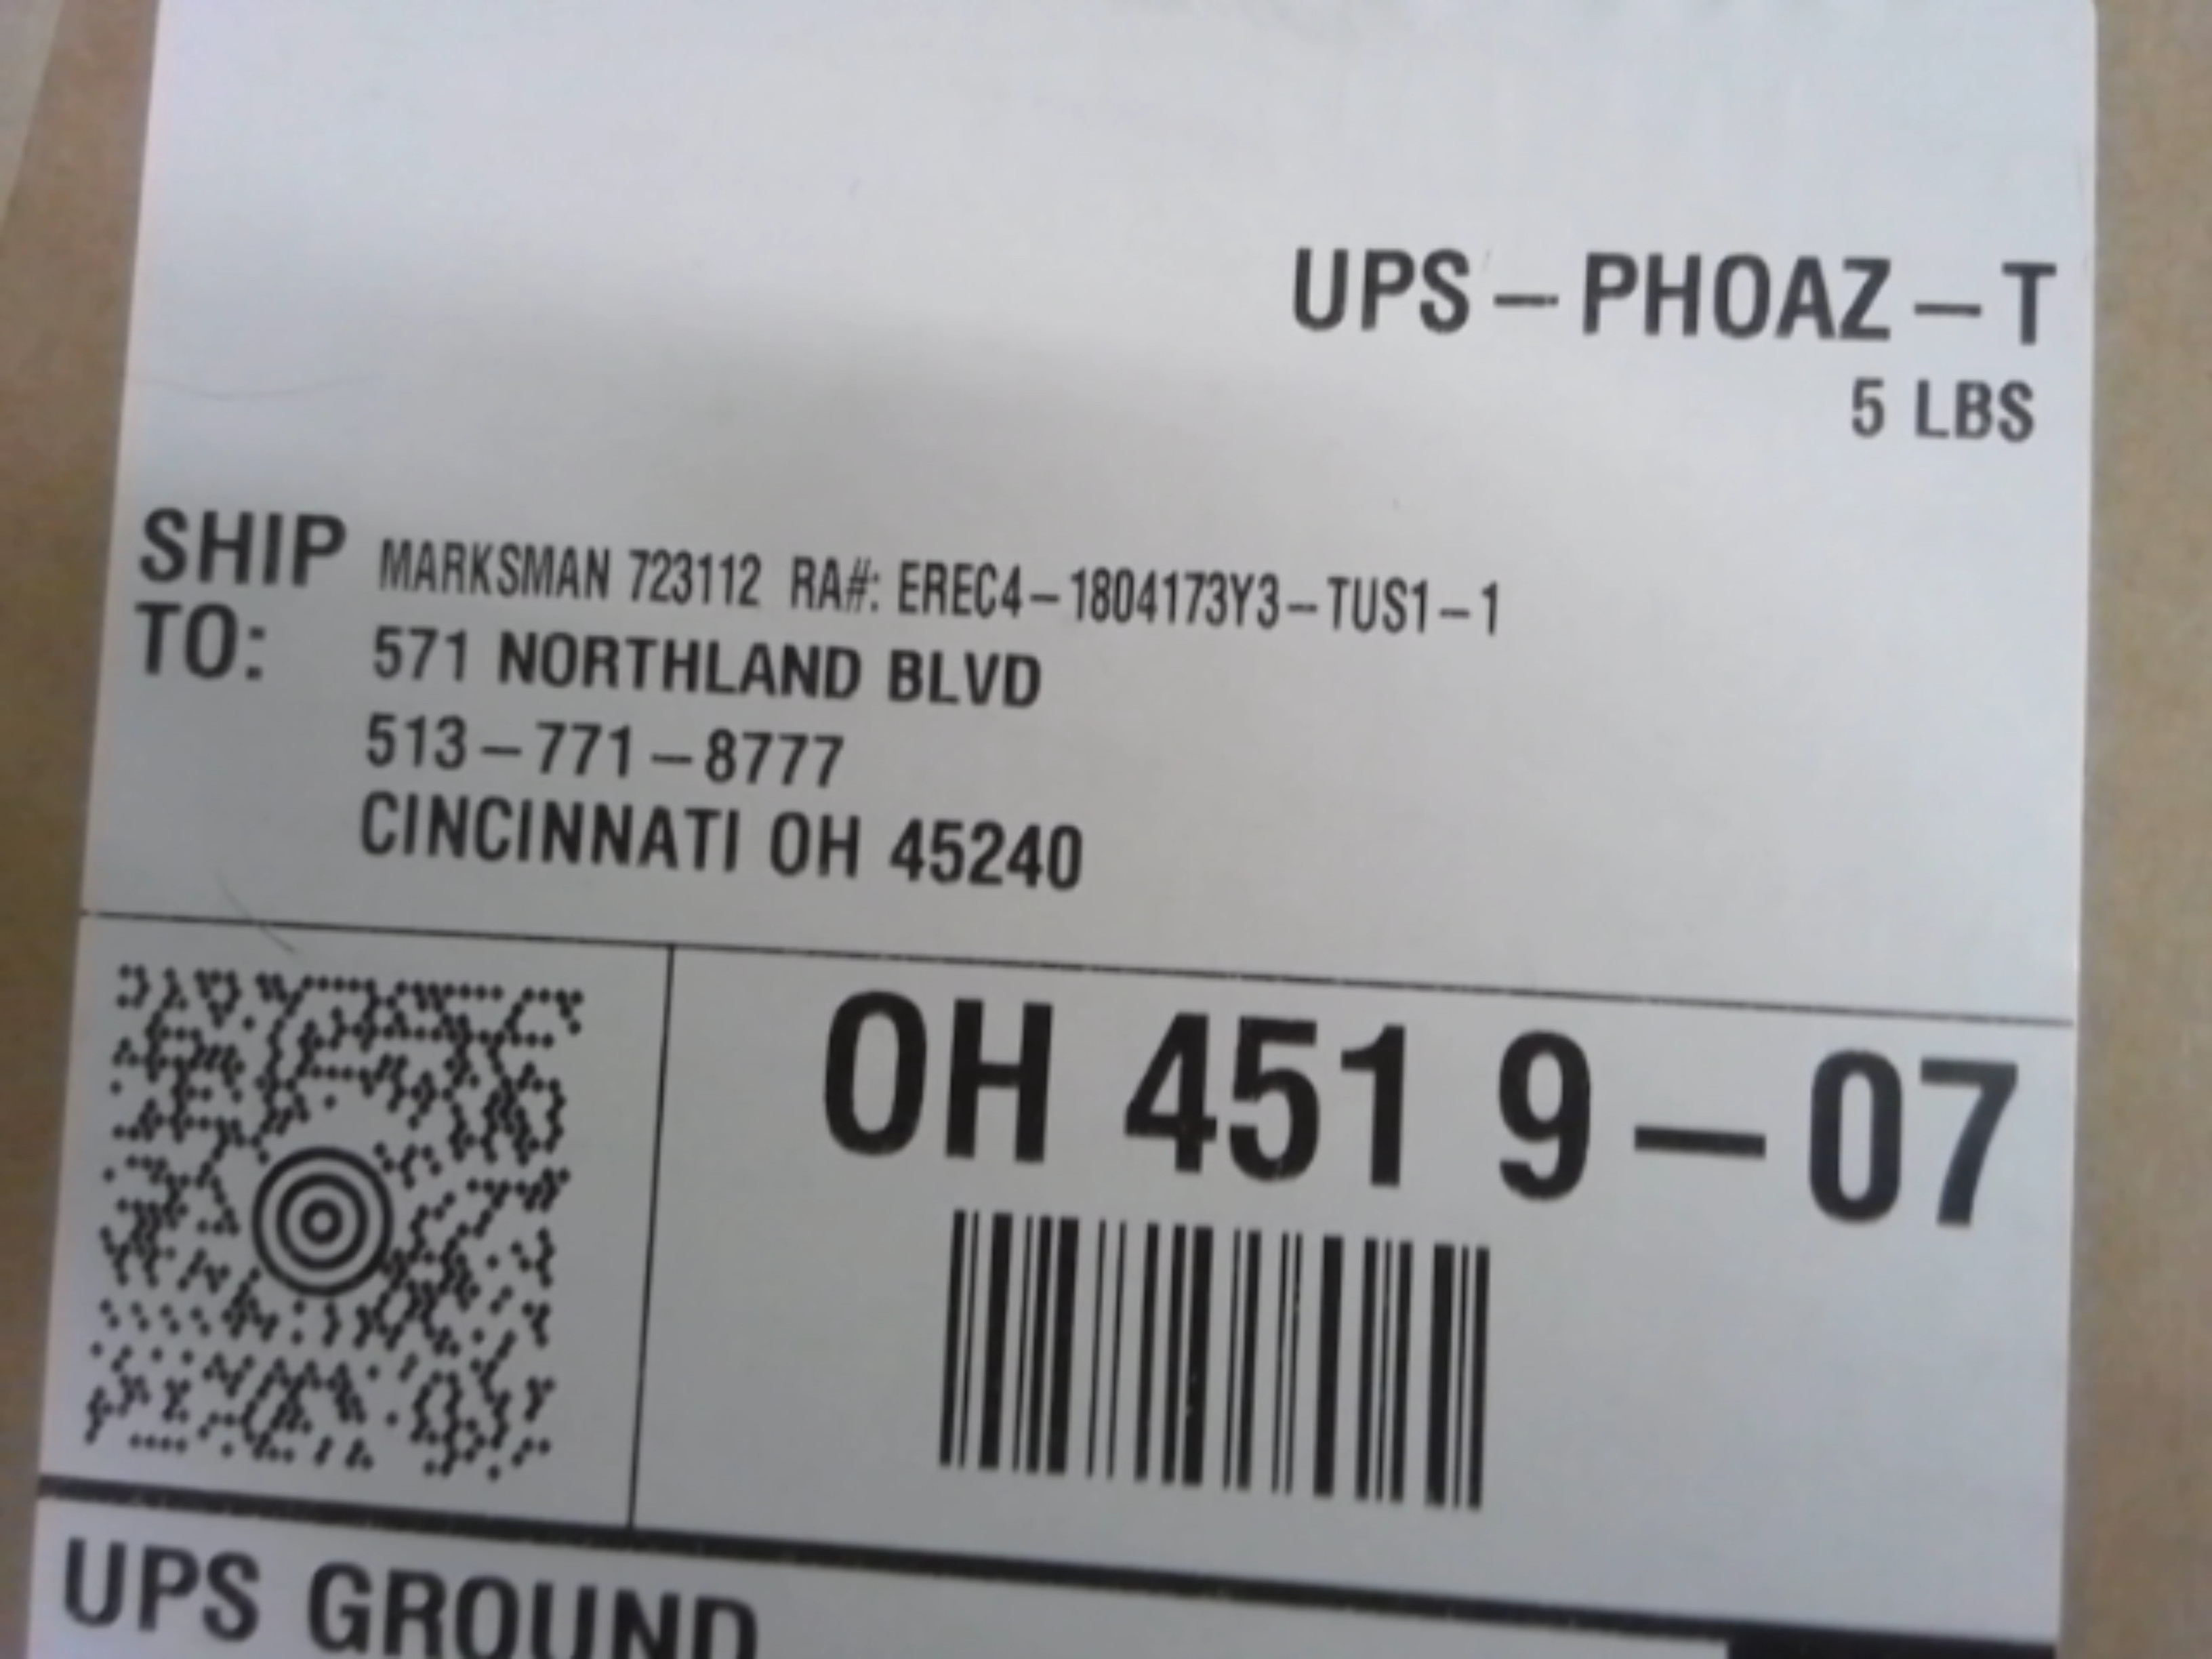 UPS – PHOAZ – T
5 LBS
SHIP TO:
MARKSMAN 723112 RA#: EREC4–1804173Y3–TUS1–1
571 NORTHLAND BLVD
513–771–8777
CINCINNATI OH 45240
OH 451 9–07
UPS GROUND